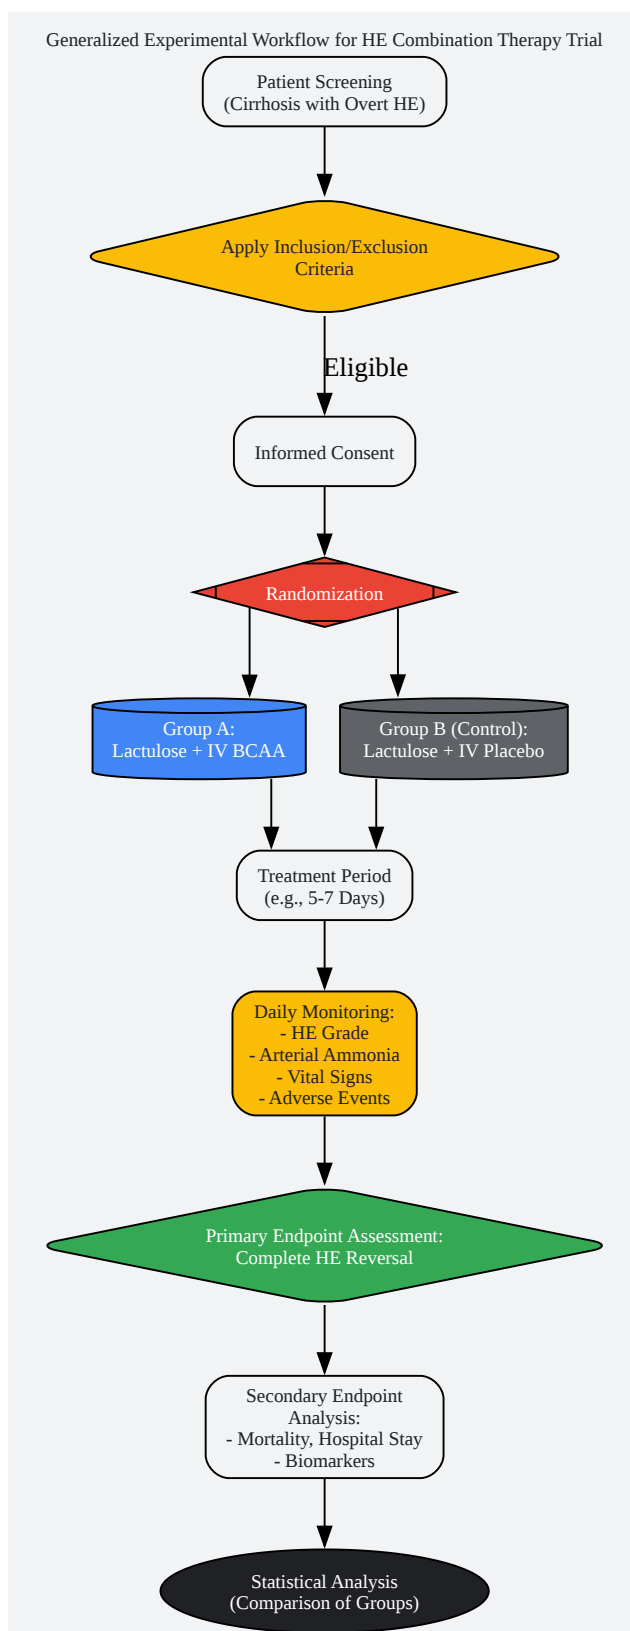 Generalized Experimental Workflow for HE Combination Therapy Trial
Patient Screening
(Cirrhosis with Overt HE)
Apply Inclusion/Exclusion
Criteria
Eligible
Informed Consent
Randomization
Group A:
Lactulose + IV BCAA
Group B (Control):
Lactulose + IV Placebo
Treatment Period
(e.g., 5-7 Days)
Daily Monitoring:
- HE Grade
- Arterial Ammonia
- Vital Signs
- Adverse Events
Primary Endpoint Assessment:
Complete HE Reversal
Secondary Endpoint
Analysis:
- Mortality, Hospital Stay
- Biomarkers
Statistical Analysis
(Comparison of Groups)